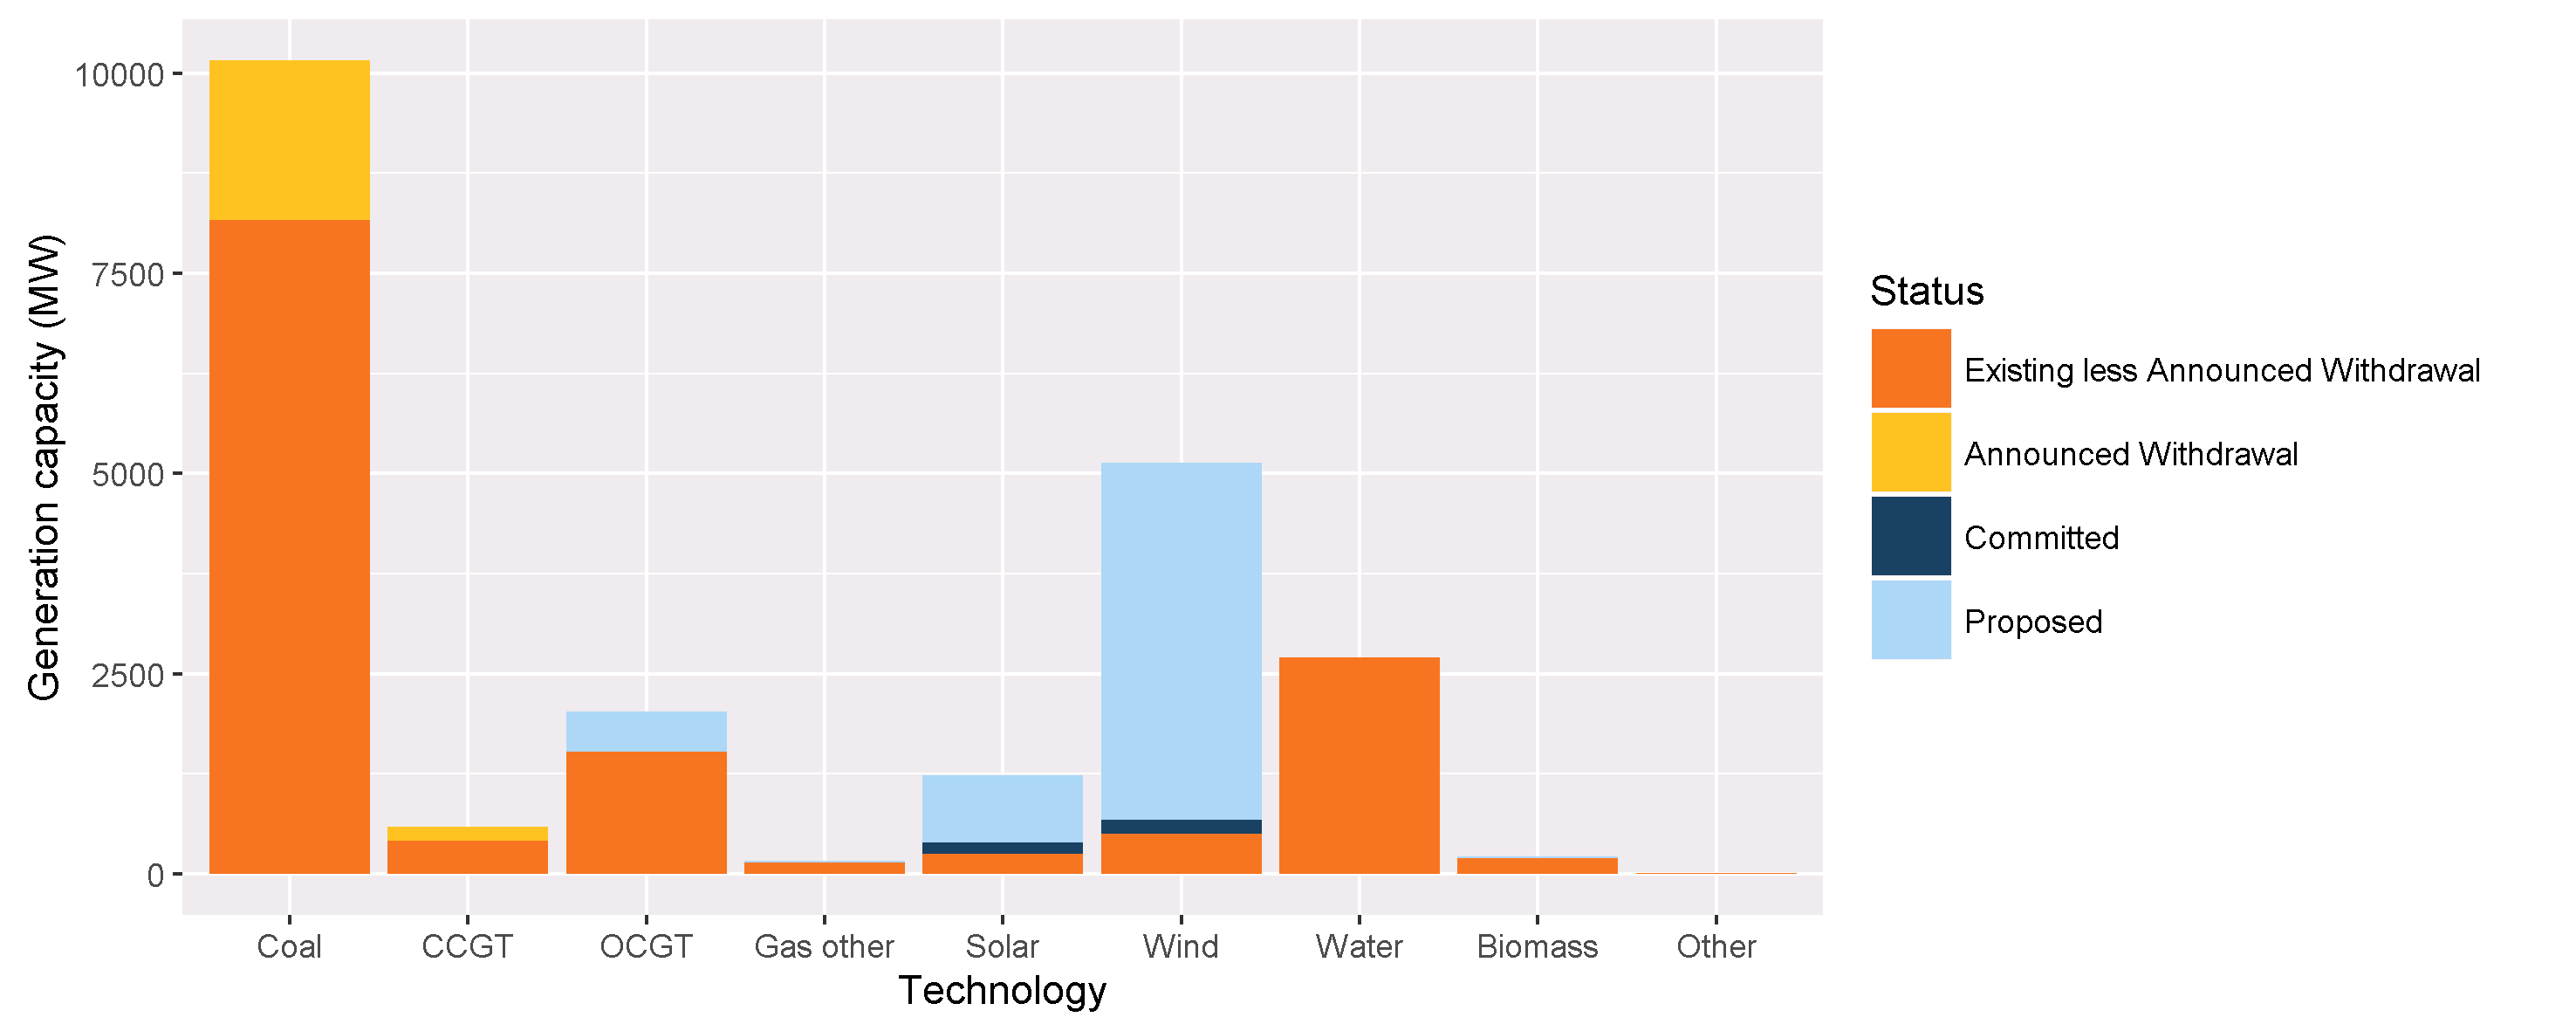 Generation capacity (MW)
10000
7500
5000
2500
0
Coal
CCGT
OCGT
Gas other
Solar
Wind
Water
Biomass
Other
Technology
Status
Existing less Announced Withdrawal
Announced Withdrawal
Committed
Proposed